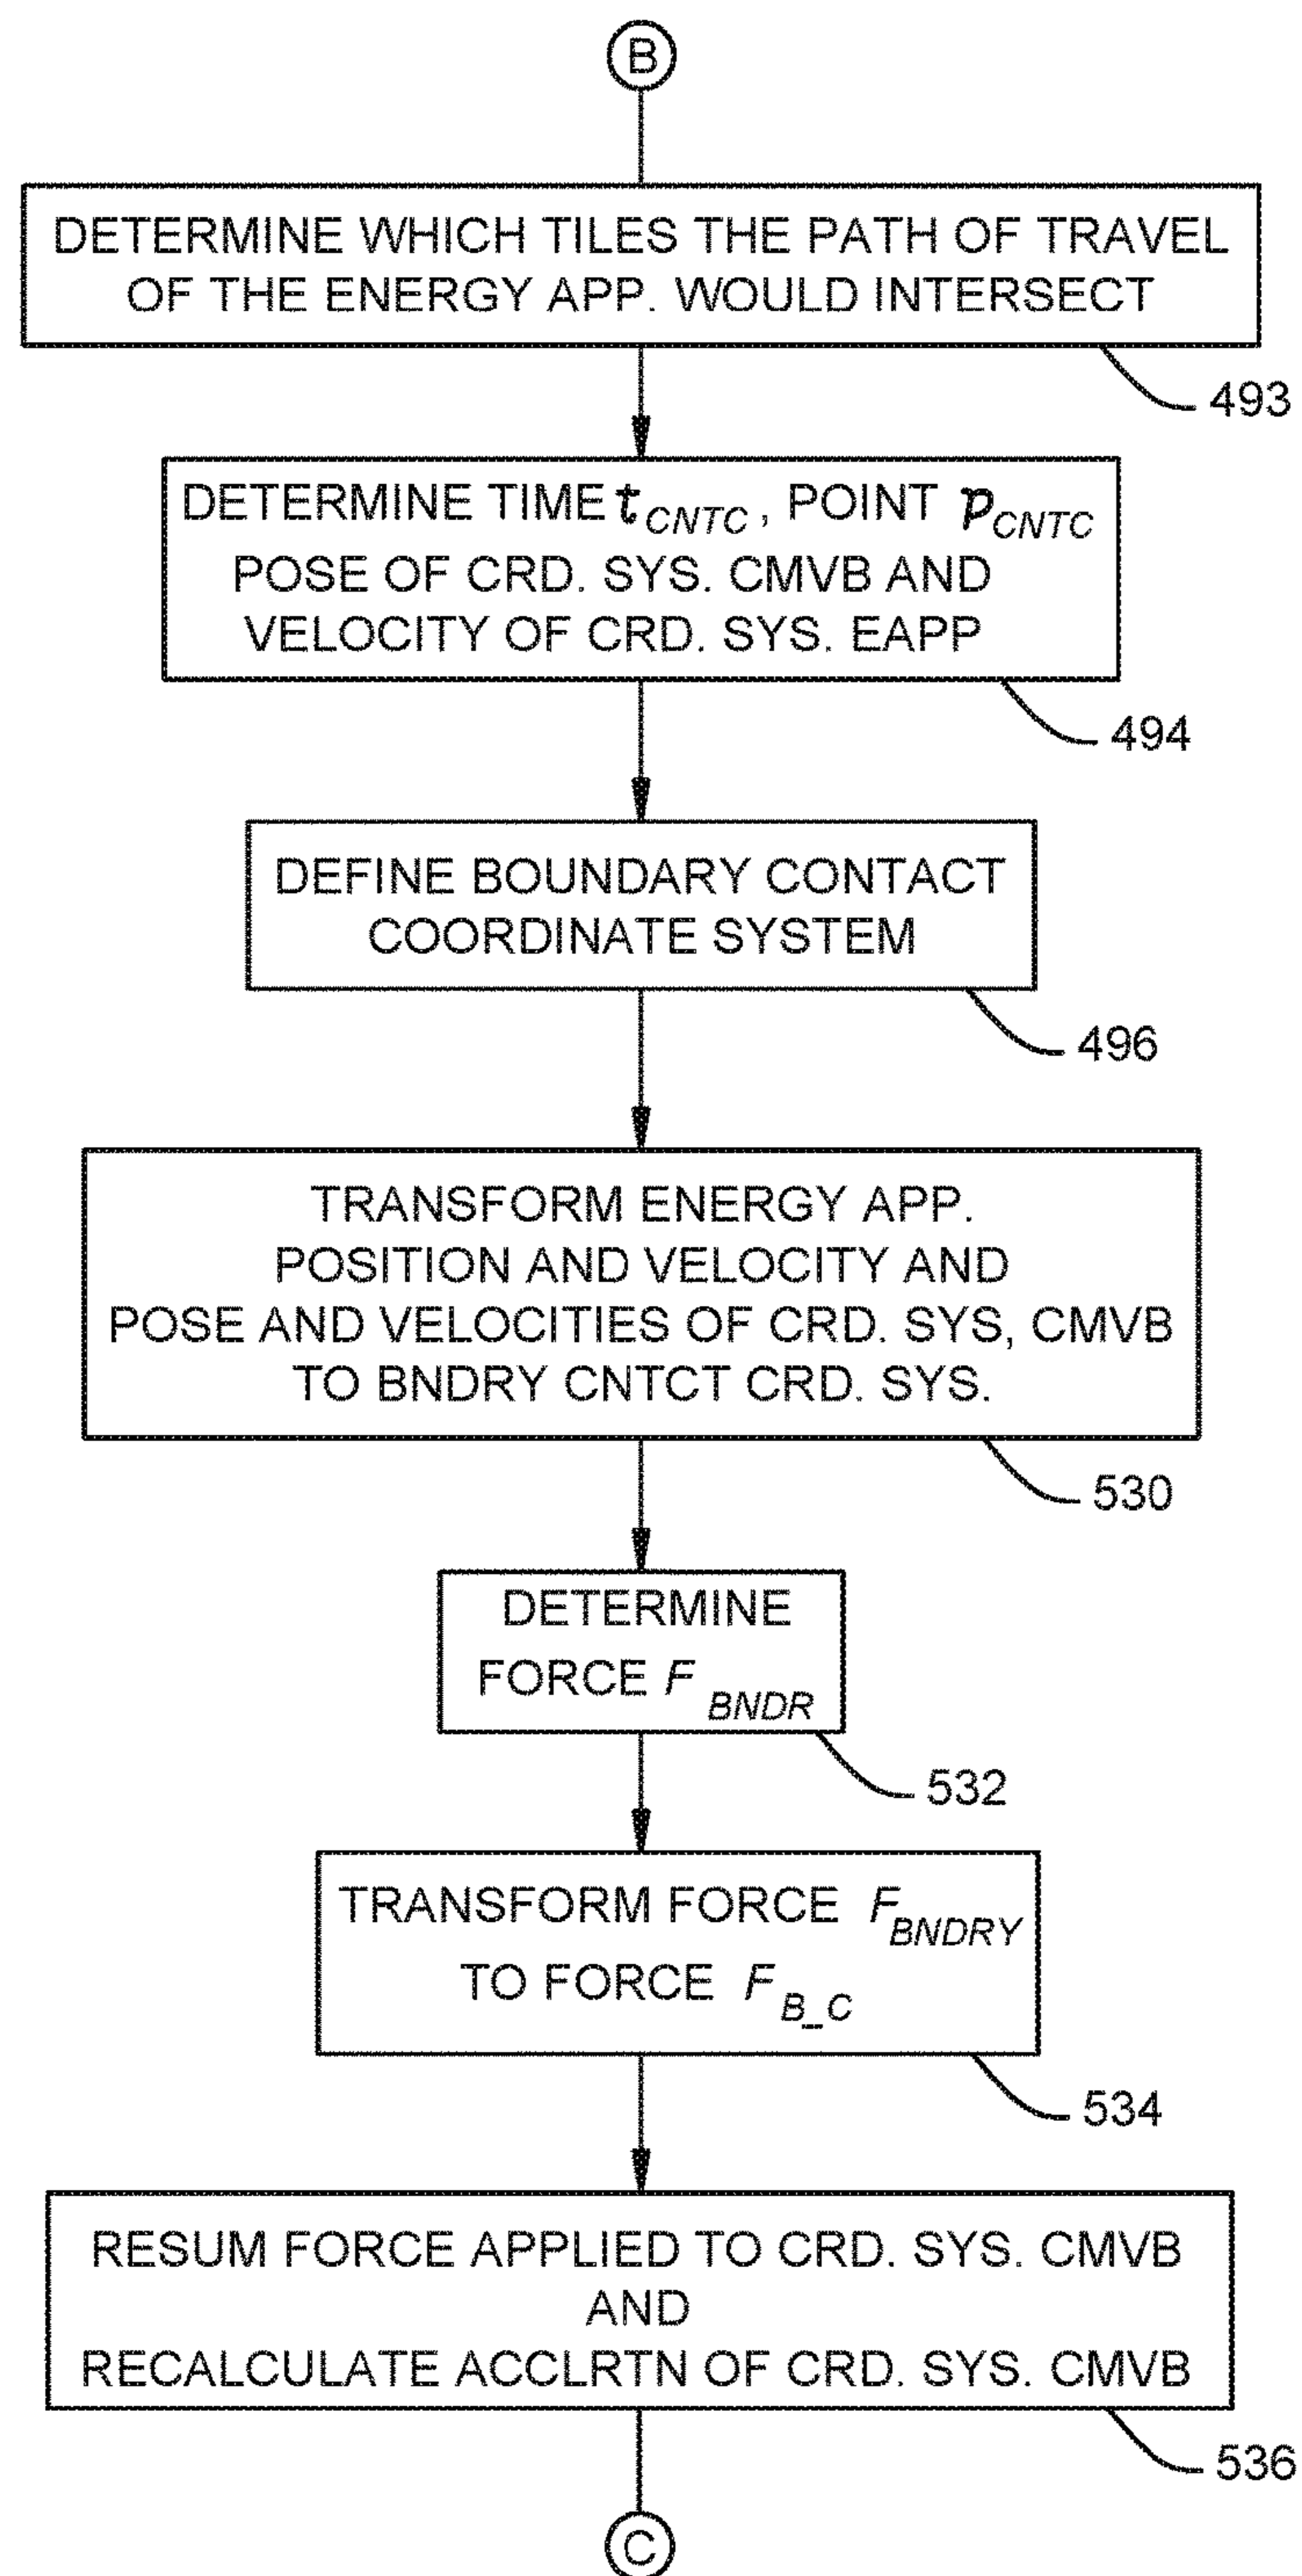 B
DETERMINE WHICH TILES THE PATH OF TRAVEL
OF THE ENERGY APP. WOULD INTERSECT
493
DETERMINE TIME t CNTC, POINT p CNTC
POSE OF CRD. SYS. CMVB AND
VELOCITY OF CRD. SYS. EAPP
494
DEFINE BOUNDARY CONTACT
COORDINATE SYSTEM
496
TRANSFORM ENERGY APP.
POSITION AND VELOCITY AND
POSE AND VELOCITIES OF CRD. SYS, CMVB
TO BNDRY CNTCT CRD. SYS.
530
DETERMINE
FORCE F BNDR
532
TRANSFORM FORCE F BNDRY
TO FORCE F B_C
534
RESUM FORCE APPLIED TO CRD. SYS. CMVB
AND
RECALCULATE ACCLRTN OF CRD. SYS. CMVB
536
C